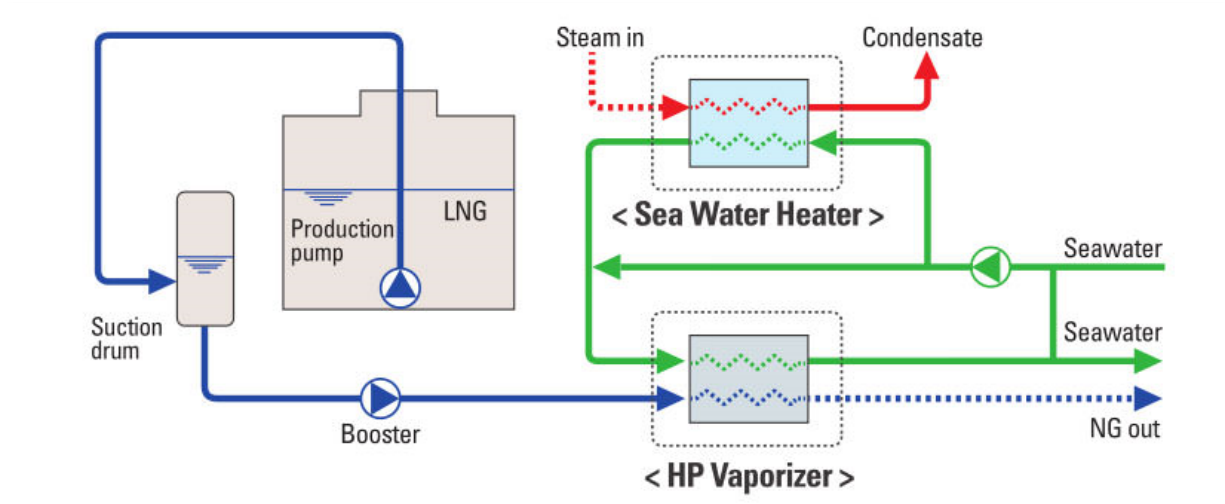 Steam in
Condensate
LNG
Production
pump
< Sea Water Heater >
Seawater
Suction
drum
Seawater
Booster
NG out
< HP Vaporizer >